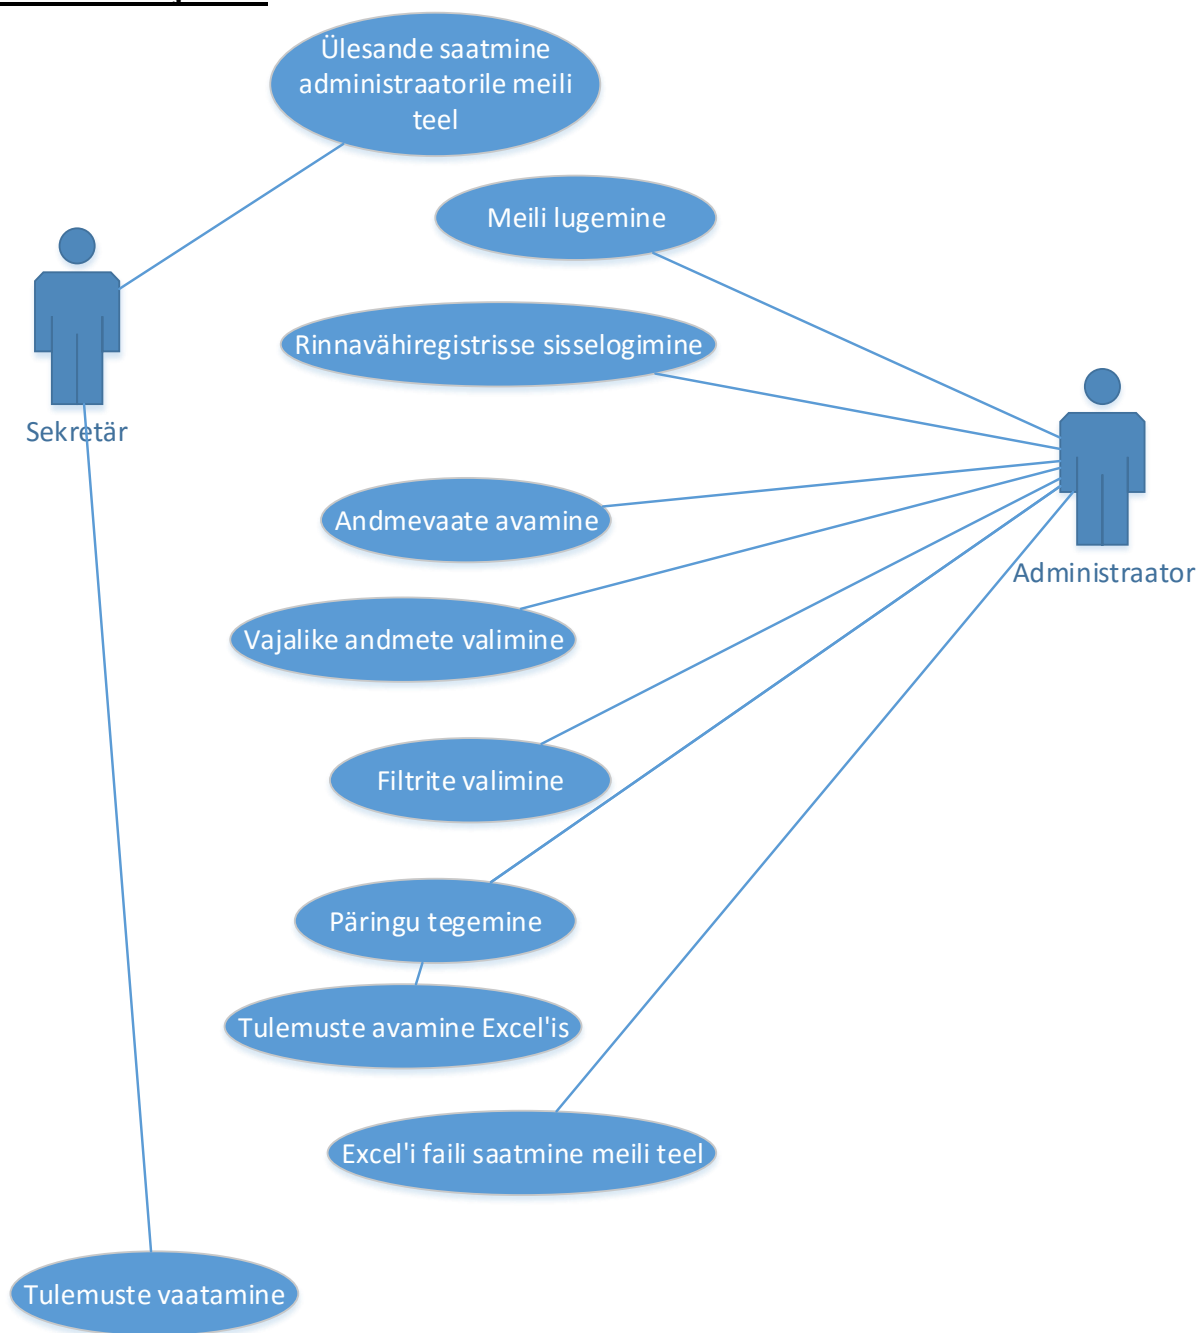 Ülesande saatmine
administraatorile meili
teel
Meili lugemine
Rinnavähiregistrisse sisselogimine
Sekretär
Andmevaate avamine
Administraator
Vajalike andmete valimine
Filtrite valimine
Päringu tegemine
Tulemuste avamine Excel'is
Excel'i faili saatmine meili teel
Tulemuste vaatamine